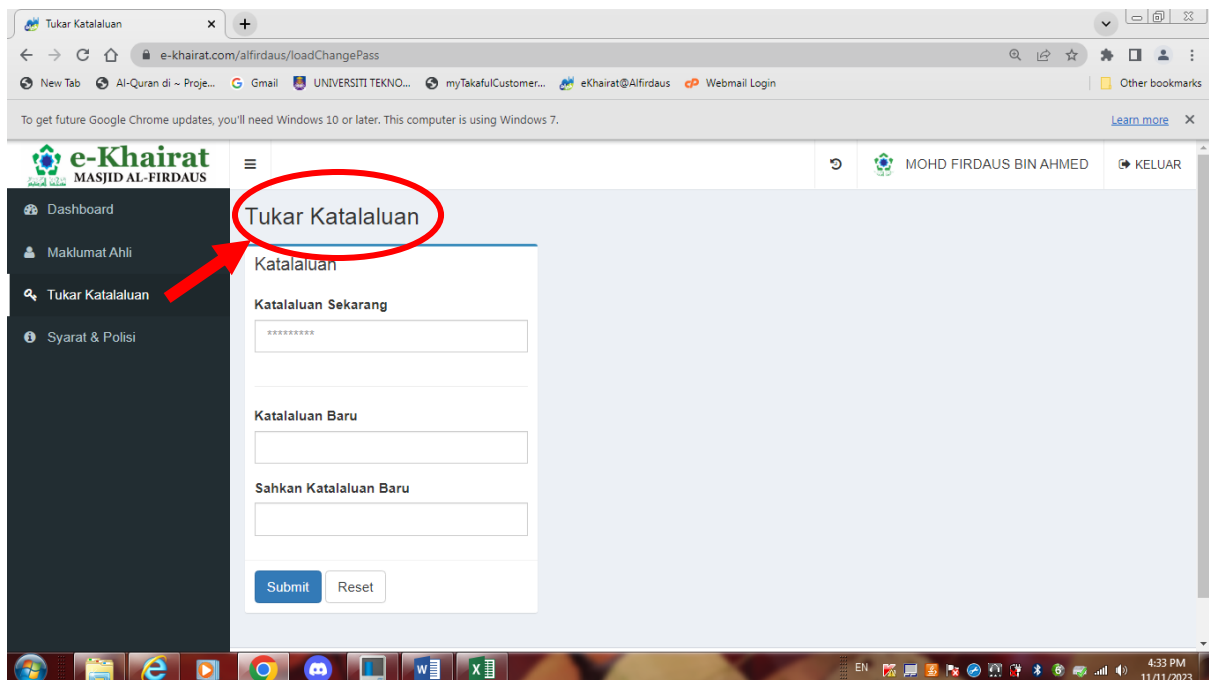 Tukar Katalaluan
e-khairat.com/alfirdaus/loadChangePass
New Tab Al-Quran di ~ Proje... Gmail UNIVERSITI TEKNO... myTakafulCustomer... eKhairat@Alfirdaus Webmail Login Other bookmarks
To get future Google Chrome updates, you'll need Windows 10 or later. This computer is using Windows 7. Learn more
e-Khairat
MASJID AL-FIRDAUS
MOHD FIRDAUS BIN AHMED KELUAR
Dashboard
Maklumat Ahli
Tukar Katalaluan
Syarat & Polisi
Tukar Katalaluan
Katalaluan
Katalaluan Sekarang
*********
Katalaluan Baru
Sahkan Katalaluan Baru
Submit Reset
EN
4:33 PM
11/11/2023